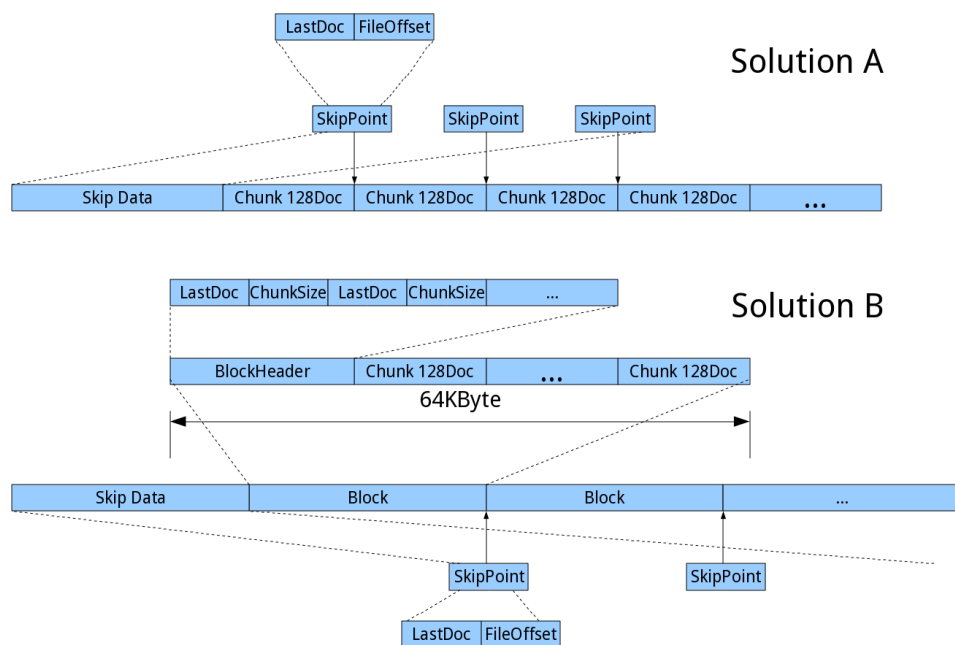 LastDoc FileOffset
Solution A
SkipPoint SkipPoint SkipPoint
Skip Data Chunk 128Doc Chunk 128Doc Chunk 128Doc Chunk 128Doc ...
LastDoc ChunkSize LastDoc ChunkSize ...
Solution B
BlockHeader Chunk 128Doc ... Chunk 128Doc
64KByte
Skip Data Block Block ...
SkipPoint SkipPoint
LastDoc FileOffset